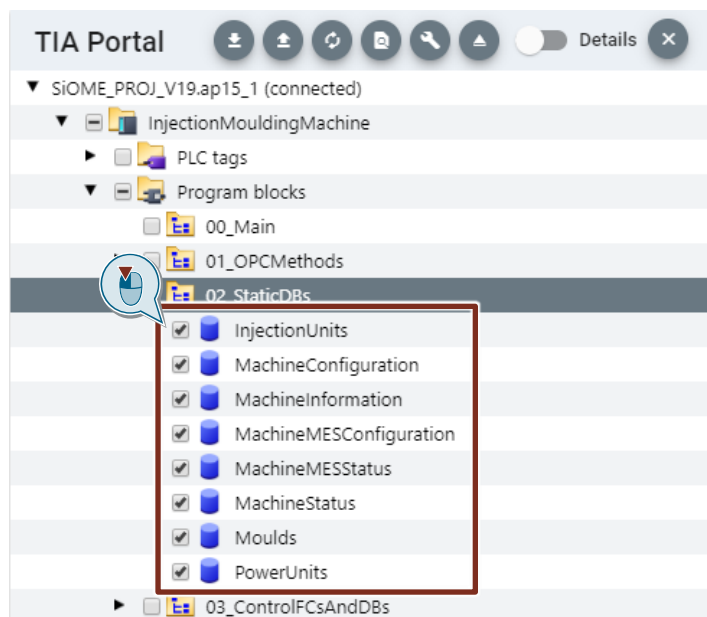 TIA Portal Details
SiOME_PROJ_V19.ap15_1 (connected)
InjectionMouldingMachine
PLC tags
Program blocks
00_Main
01_OPCMethods
02_StaticDBs
InjectionUnits
MachineConfiguration
MachineInformation
MachineMESConfiguration
MachineMESStatus
MachineStatus
Moulds
PowerUnits
03_ControlFCsAndDBs